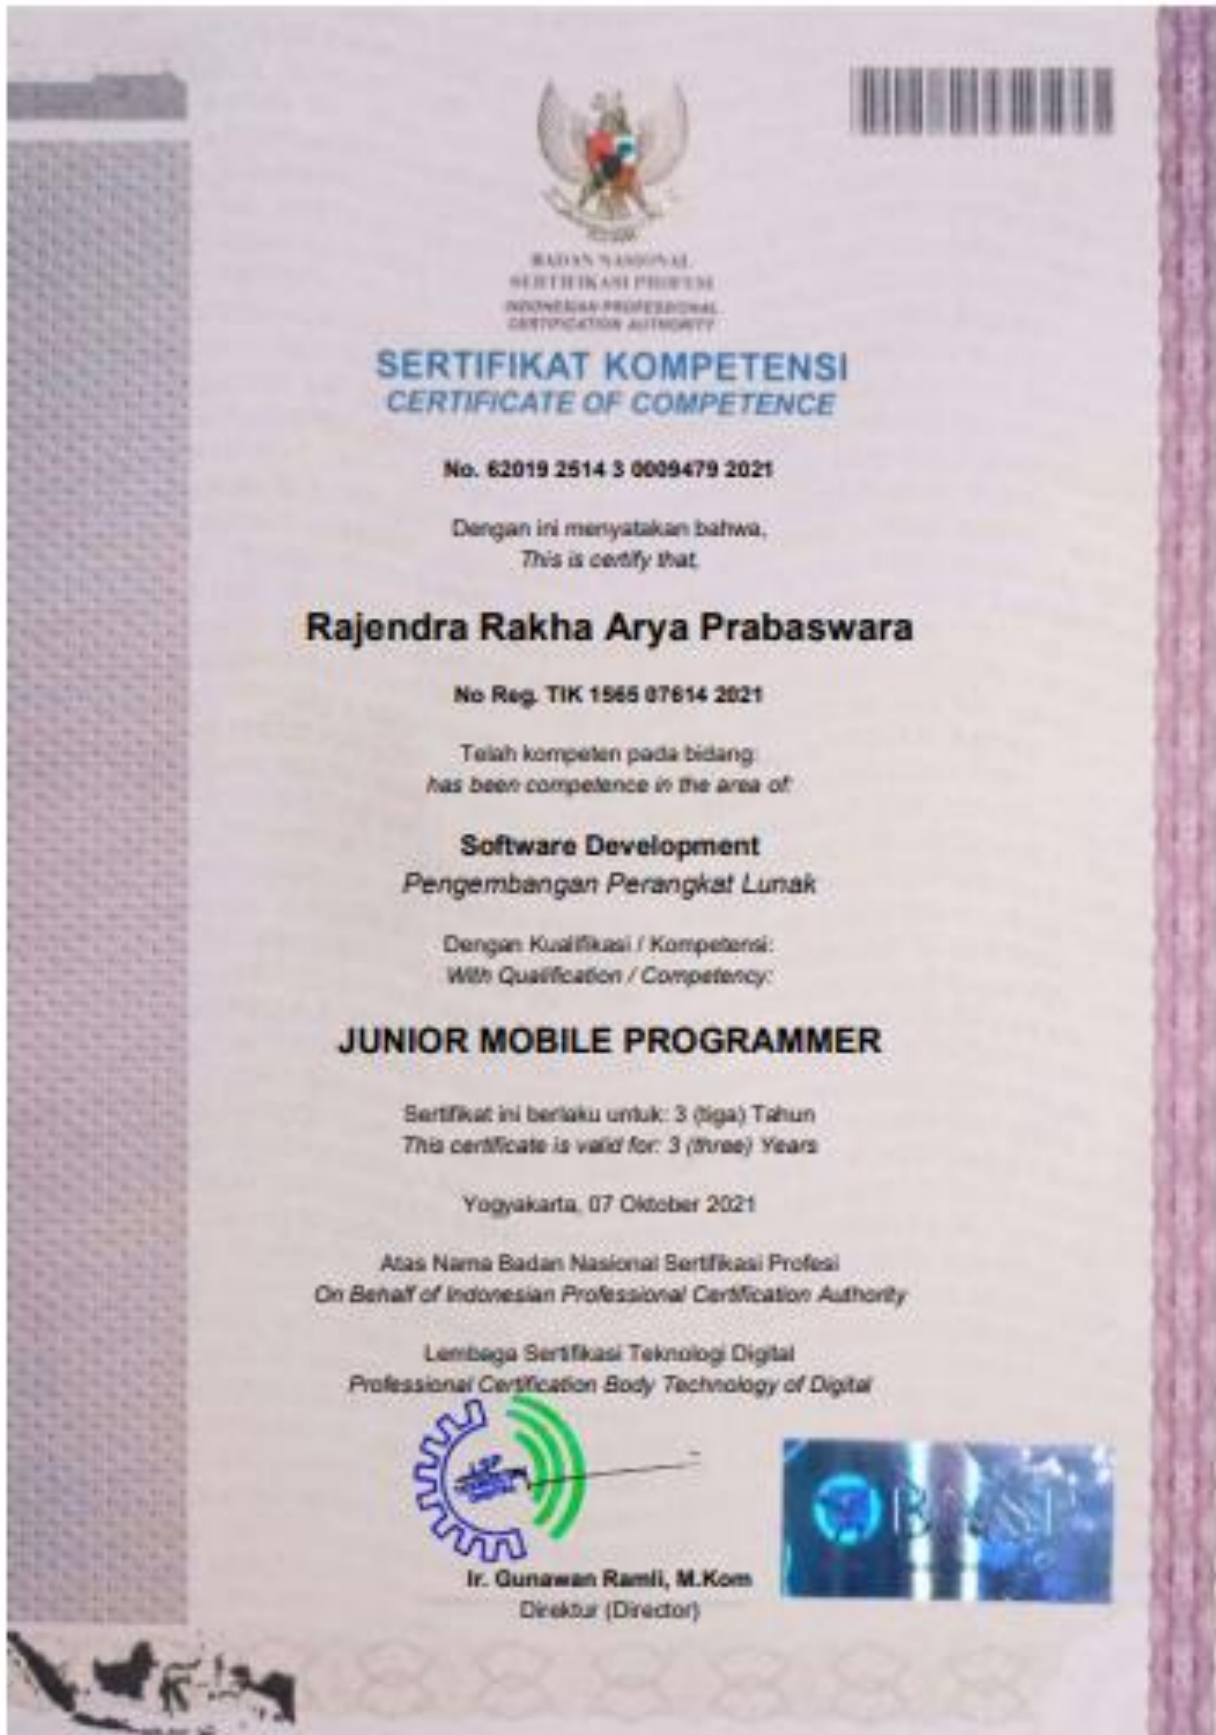 BADAN NASIONAL
SERTIFIKASI PROFESI
INDONESIAN PROFESSIONAL
CERTIFICATION AUTHORITY
SERTIFIKAT KOMPETENSI
CERTIFICATE OF COMPETENCE
No. 62019 2514 3 0009479 2021
Dengan ini menyatakan bahwa,
This is certify that,
Rajendra Rakha Arya Prabaswara
No Reg. TIK 1565 07614 2021
Telah kompeten pada bidang:
has been competence in the area of:
Software Development
Pengembangan Perangkat Lunak
Dengan Kualifikasi / Kompetensi:
With Qualification / Competency:
JUNIOR MOBILE PROGRAMMER
Sertifikat ini berlaku untuk: 3 (tiga) Tahun
This certificate is valid for: 3 (three) Years
Yogyakarta, 07 Oktober 2021
Atas Nama Badan Nasional Sertifikasi Profesi
On Behalf of Indonesian Professional Certification Authority
Lembaga Sertifikasi Teknologi Digital
Professional Certification Body Technology of Digital
BNSP
Ir. Gunawan Ramli, M.Kom
Direktur (Director)